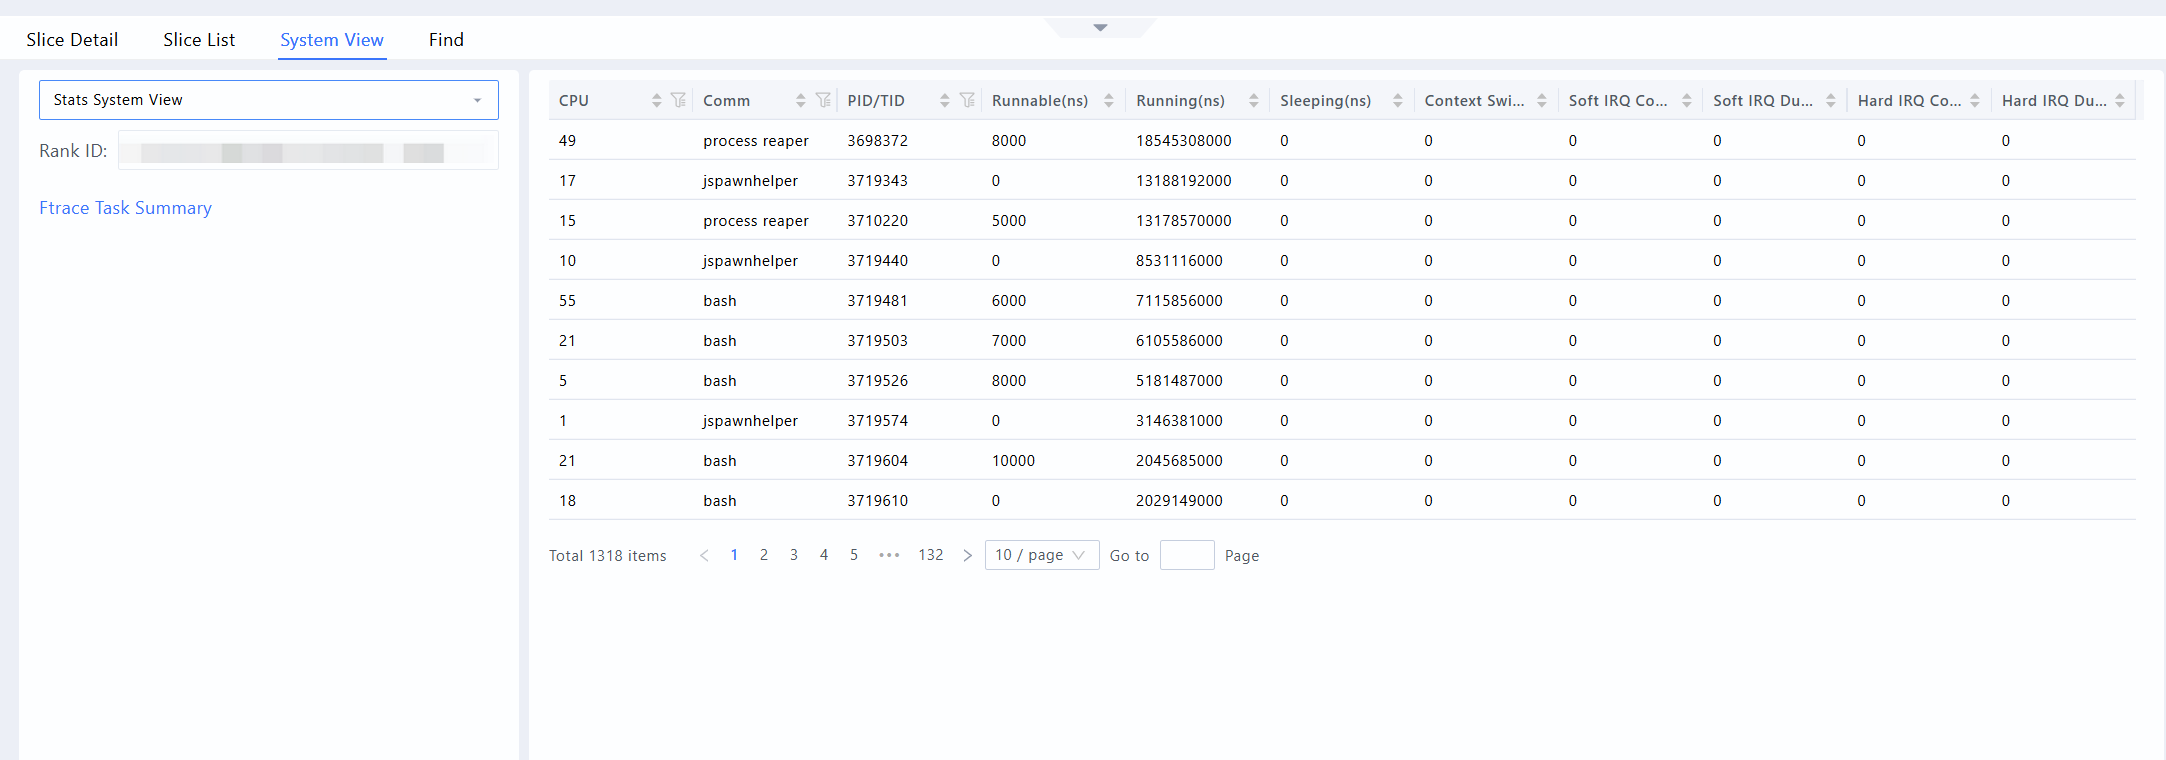 Slice Detail Slice List System View Find
Stats System View
Rank ID:
Ftrace Task Summary
CPU Comm PID/TID Runnable(ns) Running(ns) Sleeping(ns) Context Swi... Soft IRQ Co... Soft IRQ Du... Hard IRQ Co... Hard IRQ Du...
49 process reaper 3698372 8000 18545308000 0 0 0 0 0 0
17 jspawnhelper 3719343 0 13188192000 0 0 0 0 0 0
15 process reaper 3710220 5000 13178570000 0 0 0 0 0 0
10 jspawnhelper 3719440 0 8531116000 0 0 0 0 0 0
55 bash 3719481 6000 7115856000 0 0 0 0 0 0
21 bash 3719503 7000 6105586000 0 0 0 0 0 0
5 bash 3719526 8000 5181487000 0 0 0 0 0 0
1 jspawnhelper 3719574 0 3146381000 0 0 0 0 0 0
21 bash 3719604 10000 2045685000 0 0 0 0 0 0
18 bash 3719610 0 2029149000 0 0 0 0 0 0
Total 1318 items < 1 2 3 4 5 ••• 132 > 10 / page Go to Page